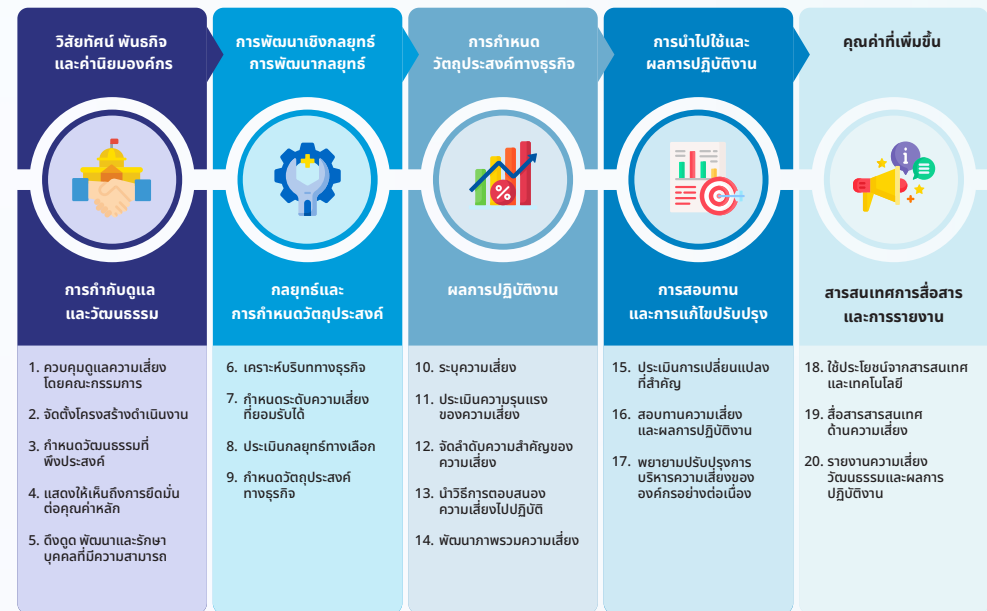 วิสัยทัศน์ พันธกิจ
และค่านิยมองค์กร
การกำกับดูแล
และวัฒนธรรม
1. ควบคุมดูแลความเสี่ยง
โดยคณะกรรมการ
2. จัดตั้งโครงสร้างดำเนินงาน
3. กำหนดวัฒนธรรมที่
พึงประสงค์
4. แสดงให้เห็นถึงการยึดมั่น
ต่อคุณค่าหลัก
5. ดึงดูด พัฒนาและรักษา
บุคคลที่มีความสามารถ
การพัฒนาเชิงกลยุทธ์
การพัฒนากลยุทธ์
กลยุทธ์และ
การกำหนดวัตถุประสงค์
6. เคราะห์บริบททางธุรกิจ
7. กำหนดระดับความเสี่ยง
ที่ยอมรับได้
8. ประเมินกลยุทธ์ทางเลือก
9. กำหนดวัตถุประสงค์
ทางธุรกิจ
การกำหนด
วัตถุประสงค์ทางธุรกิจ
%
ผลการปฏิบัติงาน
10. ระบุความเสี่ยง
11. ประเมินความรุนแรง
ของความเสี่ยง
12. จัดลำดับความสำคัญของ
ความเสี่ยง
13. นำวิธีการตอบสนอง
ความเสี่ยงไปปฏิบัติ
14. พัฒนาภาพรวมความเสี่ยง
การนำไปใช้และ
ผลการปฏิบัติงาน
การสอบทาน
และการแก้ไขปรับปรุง
15. ประเมินการเปลี่ยนแปลง
ที่สำคัญ
16. สอบทานความเสี่ยง
และผลการปฏิบัติงาน
17. พยายามปรับปรุงการ
บริหารความเสี่ยงของ
องค์กรอย่างต่อเนื่อง
คุณค่าที่เพิ่มขึ้น
i
สารสนเทศการสื่อสาร
และการรายงาน
18. ใช้ประโยชน์จากสารสนเทศ
และเทคโนโลยี
19. สื่อสารสารสนเทศ
ด้านความเสี่ยง
20. รายงานความเสี่ยง
วัฒนธรรมและผลการ
ปฏิบัติงาน